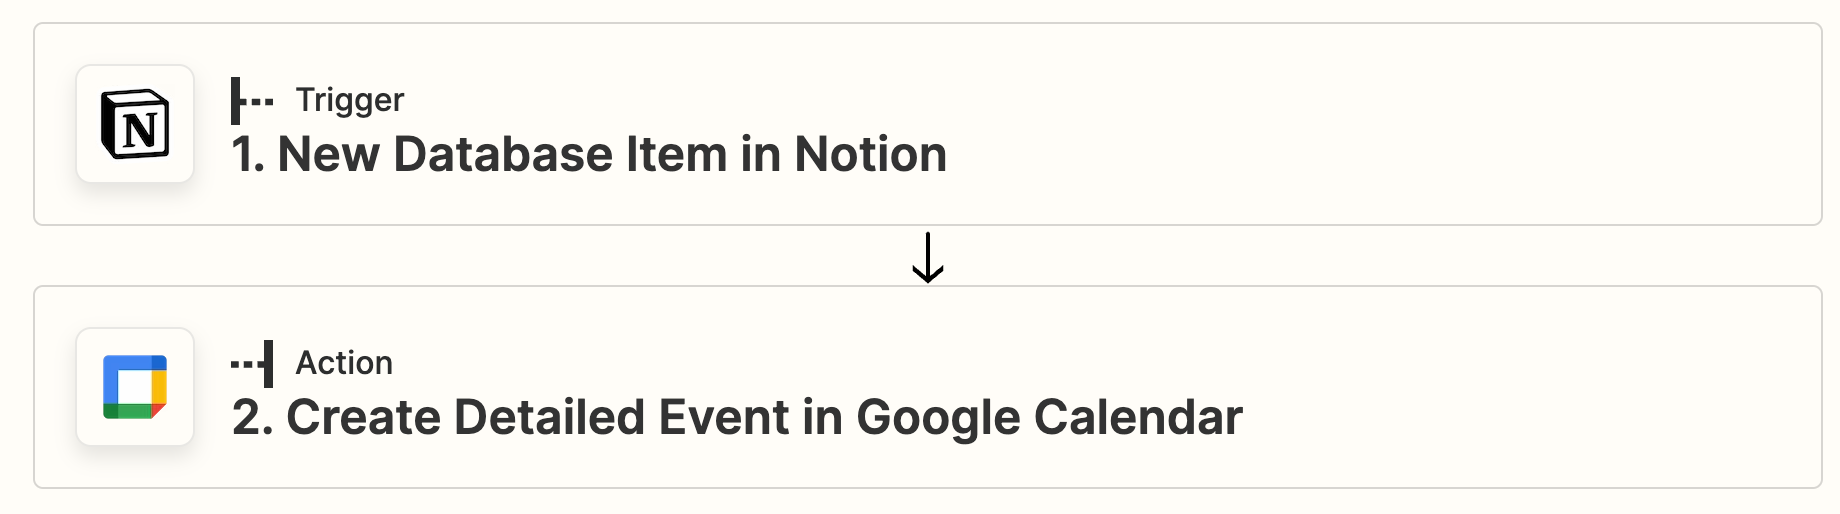 N
Trigger
1. New Database Item in Notion
Action
2. Create Detailed Event in Google Calendar